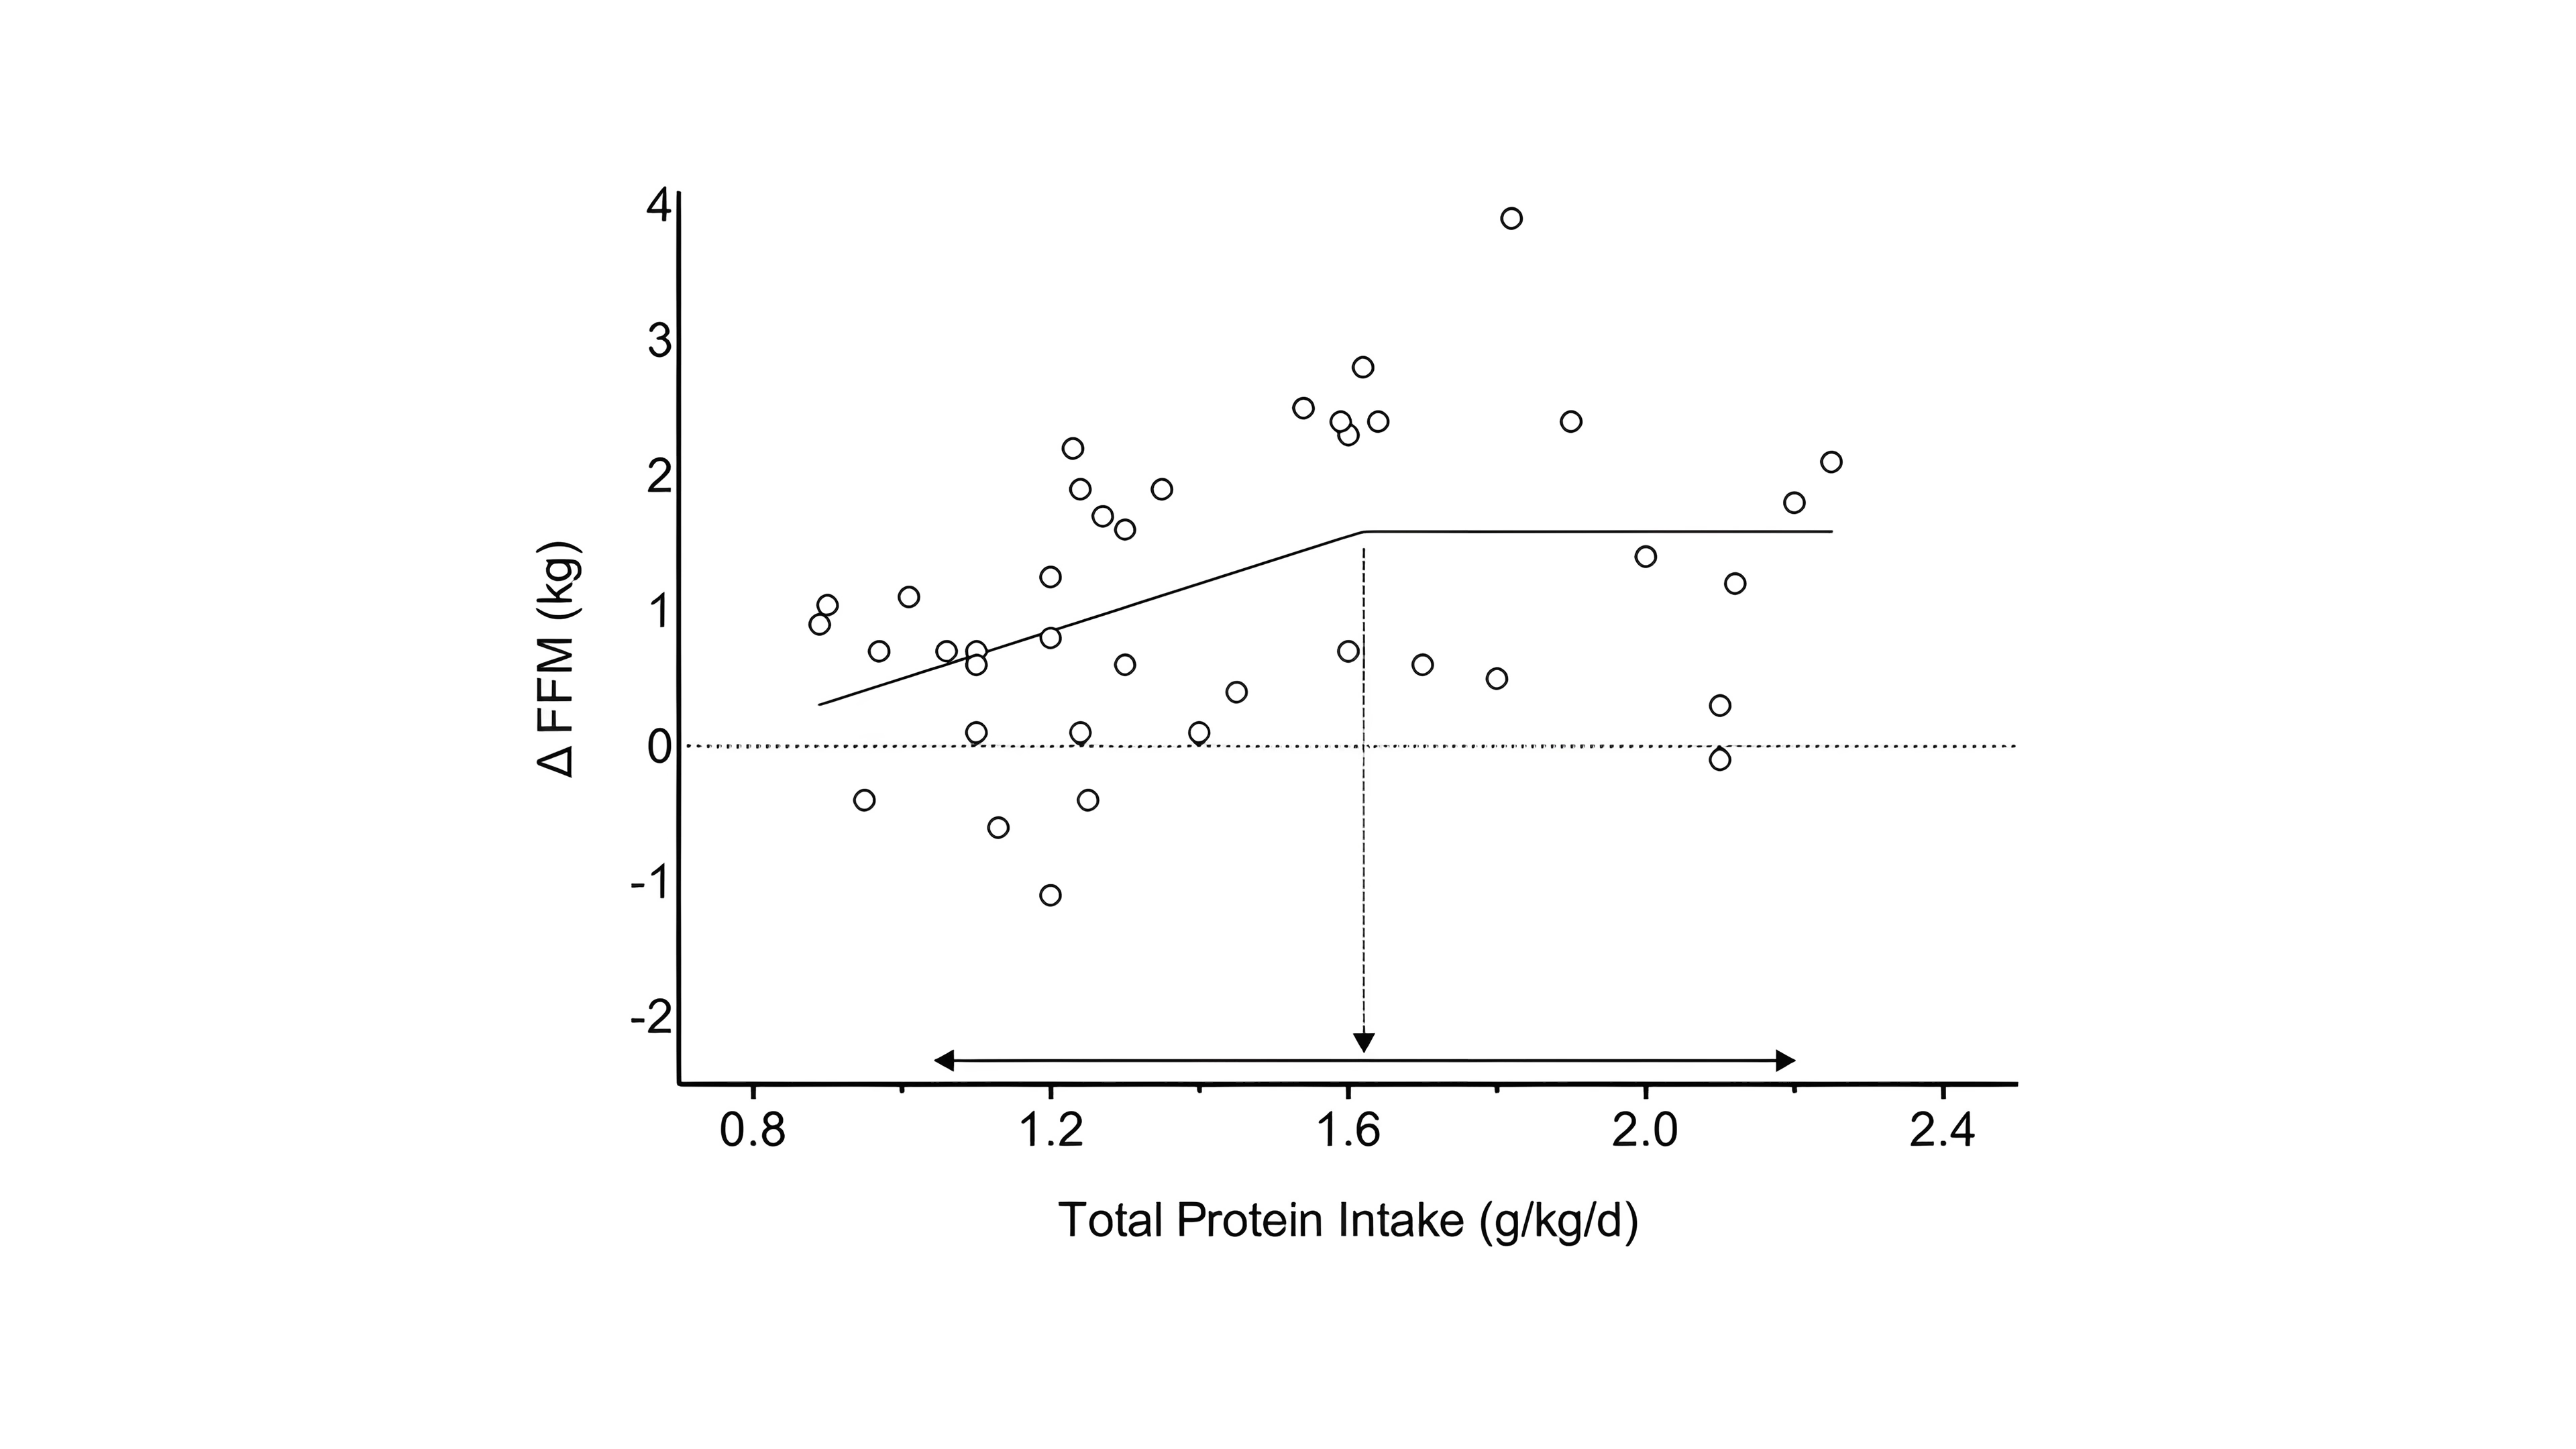 4
3
2
1
0
-1
-2
Δ FFM (kg)
0.8 1.2 1.6 2.0 2.4
Total Protein Intake (g/kg/d)